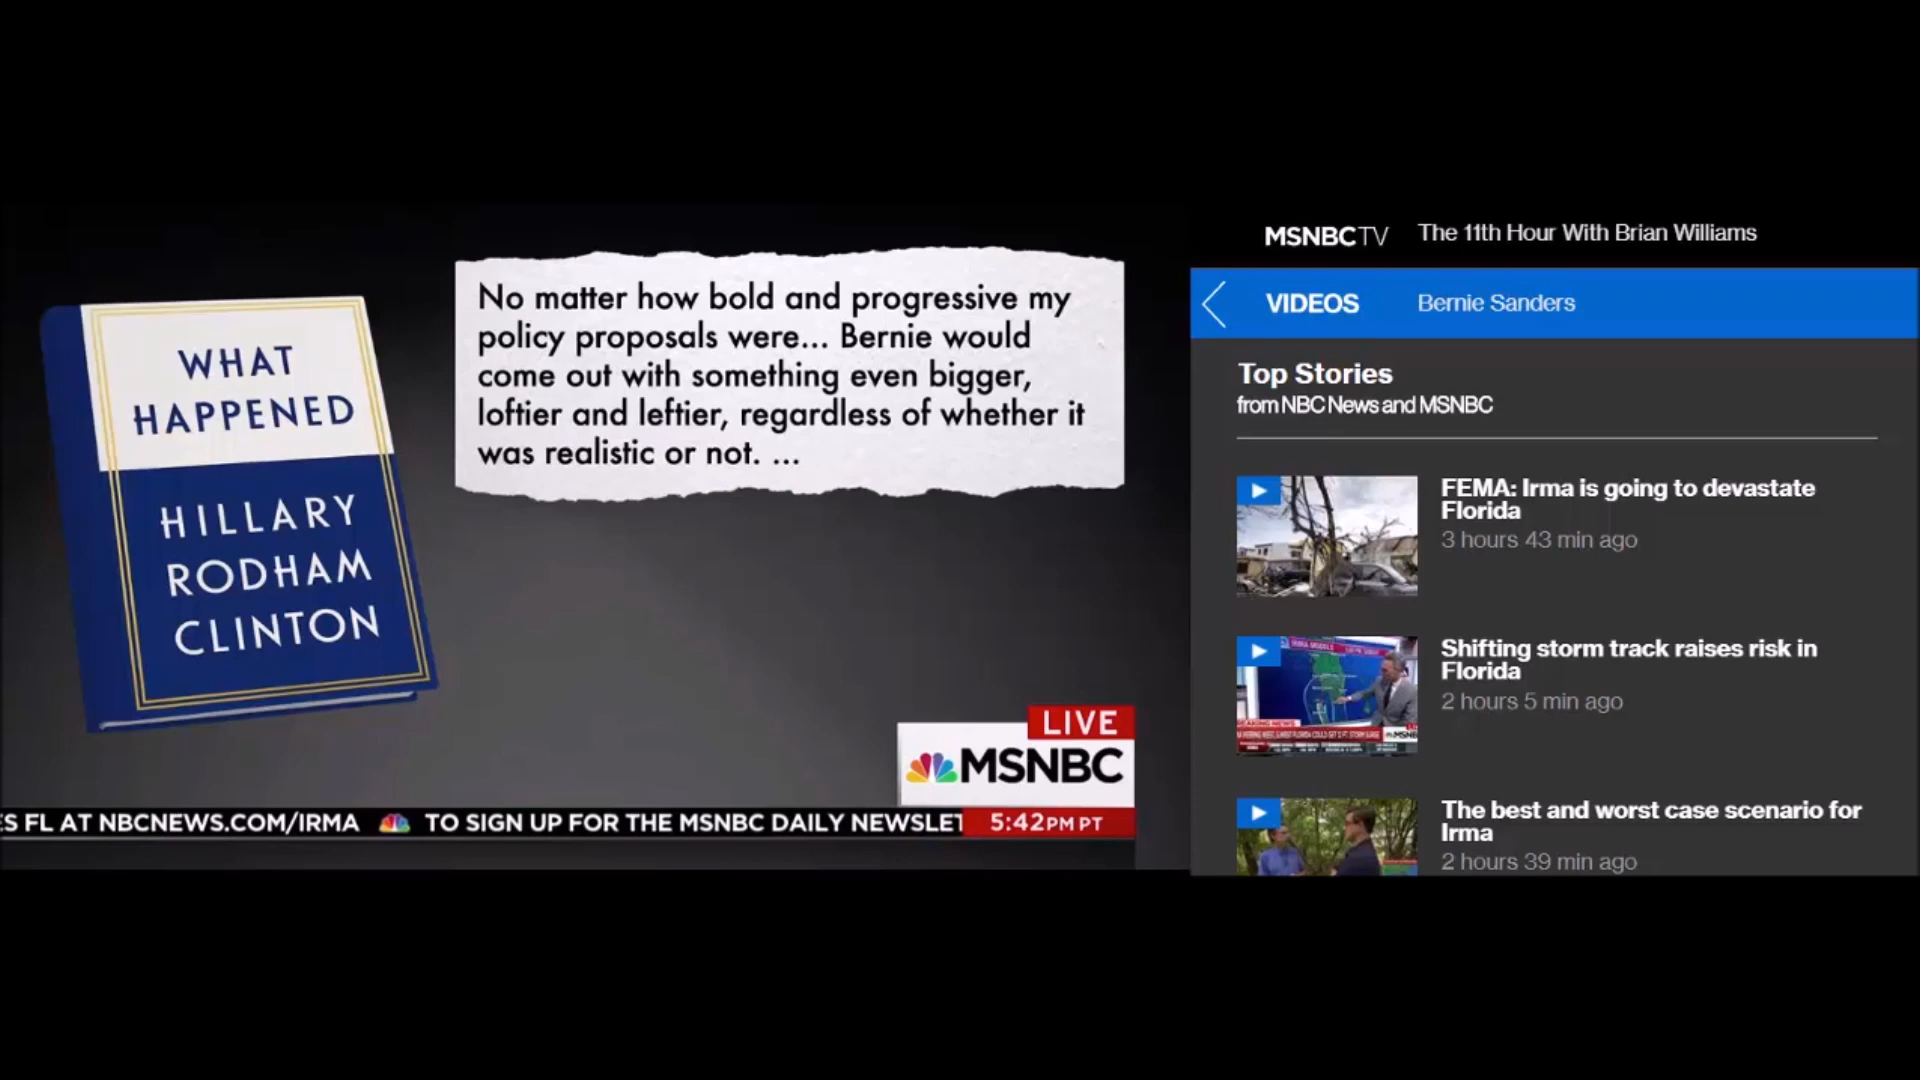 WHAT
HAPPENED
HILLARY
RODHAM
CLINTON
No matter how bold and progressive my
policy proposals were... Bernie would
come out with something even bigger,
loftier and leftier, regardless of whether it
was realistic or not. ...
LIVE
MSNBC
S FL AT NBCNEWS.COM/IRMA TO SIGN UP FOR THE MSNBC DAILY NEWSLET 5:42PM PT
MSNBCTV The 11th Hour With Brian Williams
VIDEOS Bernie Sanders
Top Stories
from NBC News and MSNBC
FEMA: Irma is going to devastate
Florida
3 hours 43 min ago
IRMA MODELS
BREAKING NEWS
Shifting storm track raises risk in
Florida
2 hours 5 min ago
The best and worst case scenario for
Irma
2 hours 39 min ago